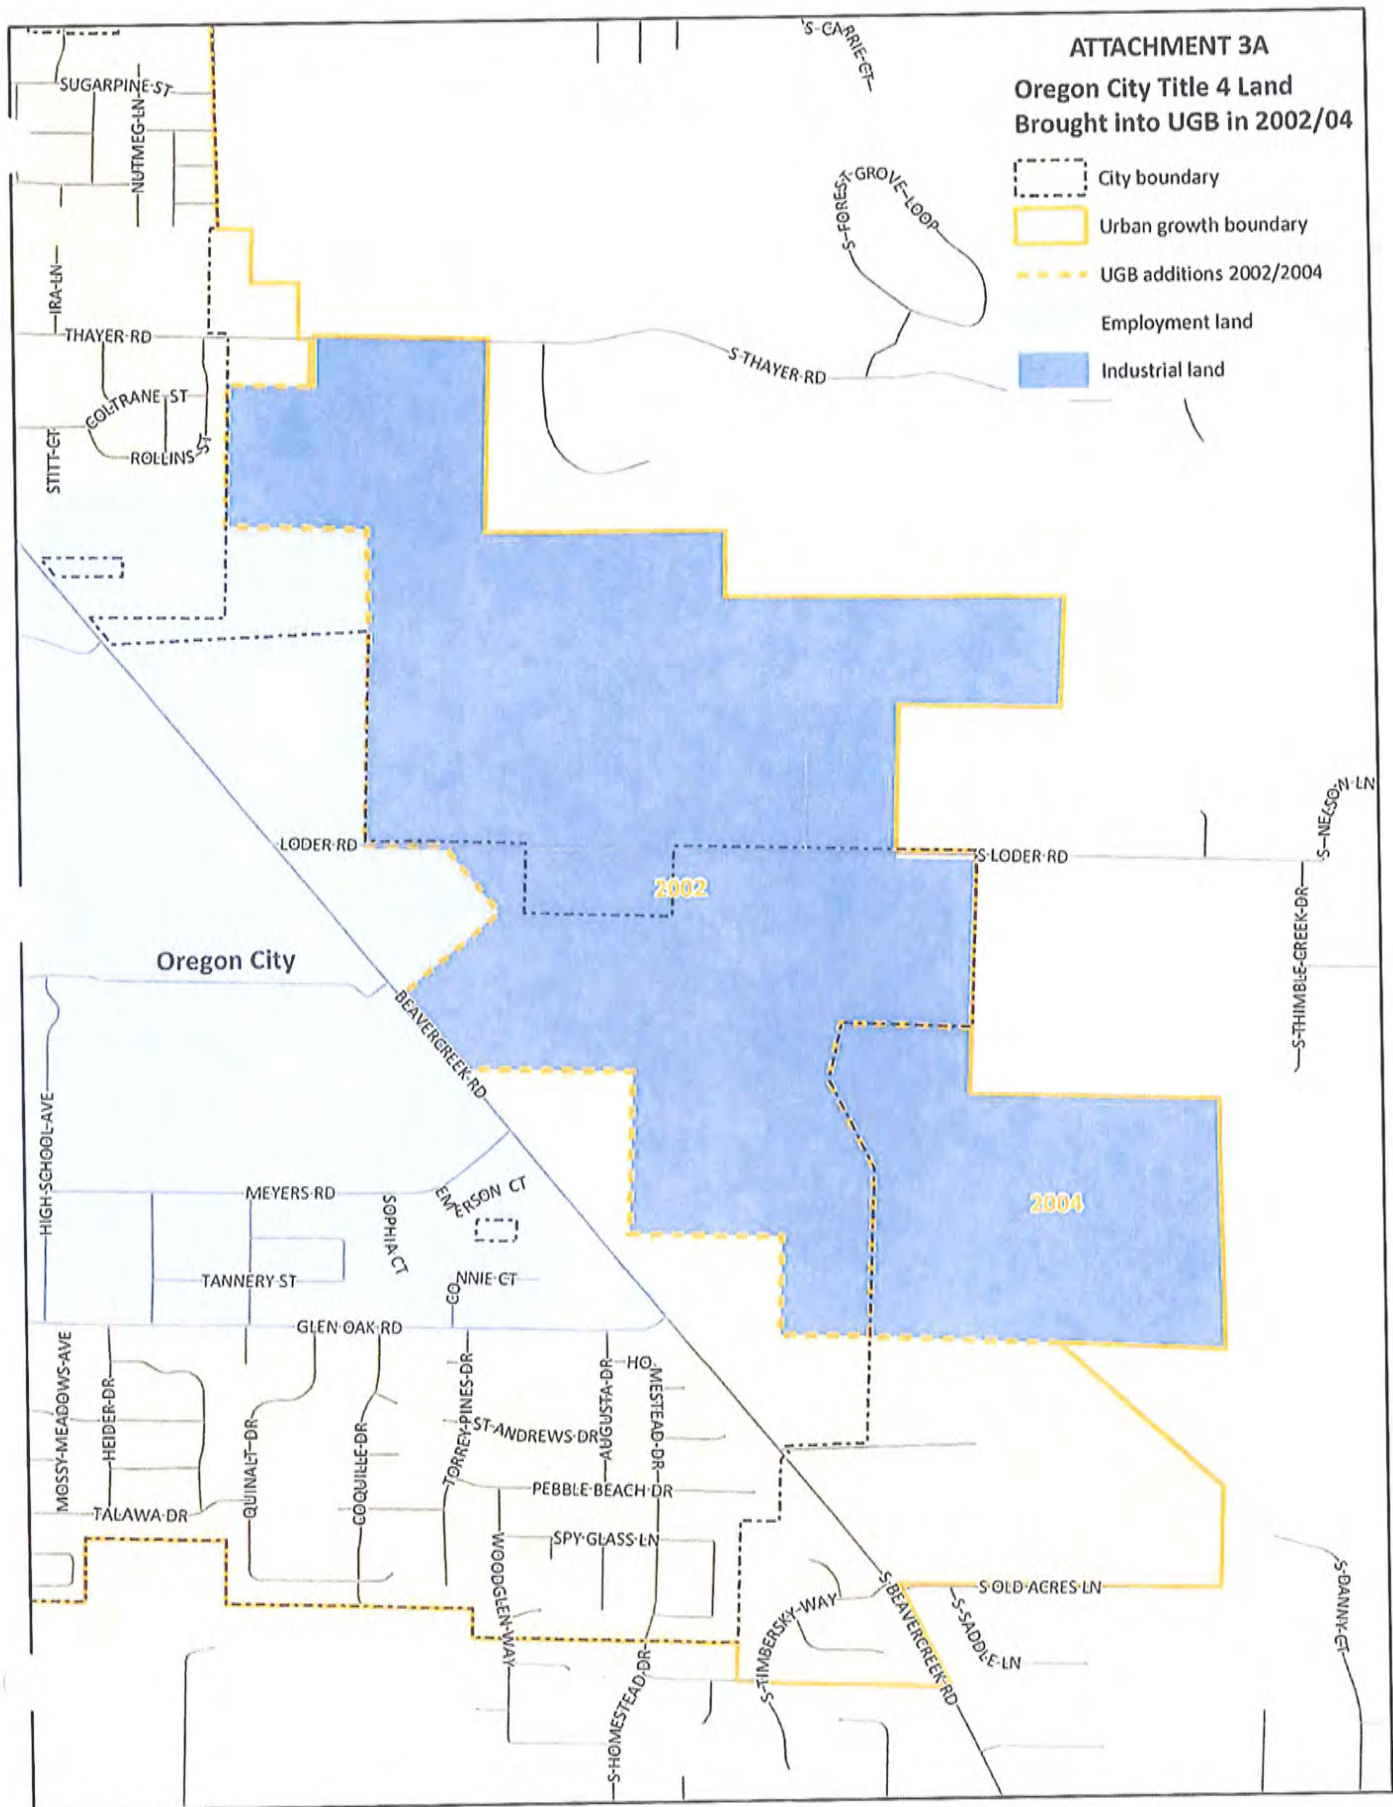 ATTACHMENT 3A
Oregon City Title 4 Land
Brought into UGB in 2002/04
City boundary
Urban growth boundary
UGB additions 2002/2004
Employment land
Industrial land
S CARRIE CT
SUGARPINE ST
NUTMEG LN
S FOREST GROVE LOOP
IRA LN
THAYER RD
S THAYER RD
COLTRANE ST
STITT CT
ROLLINS ST
S NELSON LN
LODER RD
S LODER RD
2002
S THIMBLE CREEK DR
Oregon City
BEAVERCREEK RD
HIGH SCHOOL AVE
MEYERS RD
SOPHIA CT
EMERSON CT
2004
TANNERY ST
CONNIE CT
GLEN OAK RD
MOSSY MEADOWS AVE
HEIDER DR
QUINALT DR
COQUILLE DR
TORREY PINES DR
ST ANDREWS DR
AUGUSTA DR
HOMESTEAD DR
PEBBLE BEACH DR
TALAWA DR
SPY GLASS LN
WOODGLEN WAY
S HOMESTEAD DR
S TIMBERSKY WAY
S BEAVERCREEK RD
S OLD ACRES LN
S SADDLE LN
S DANNY CT